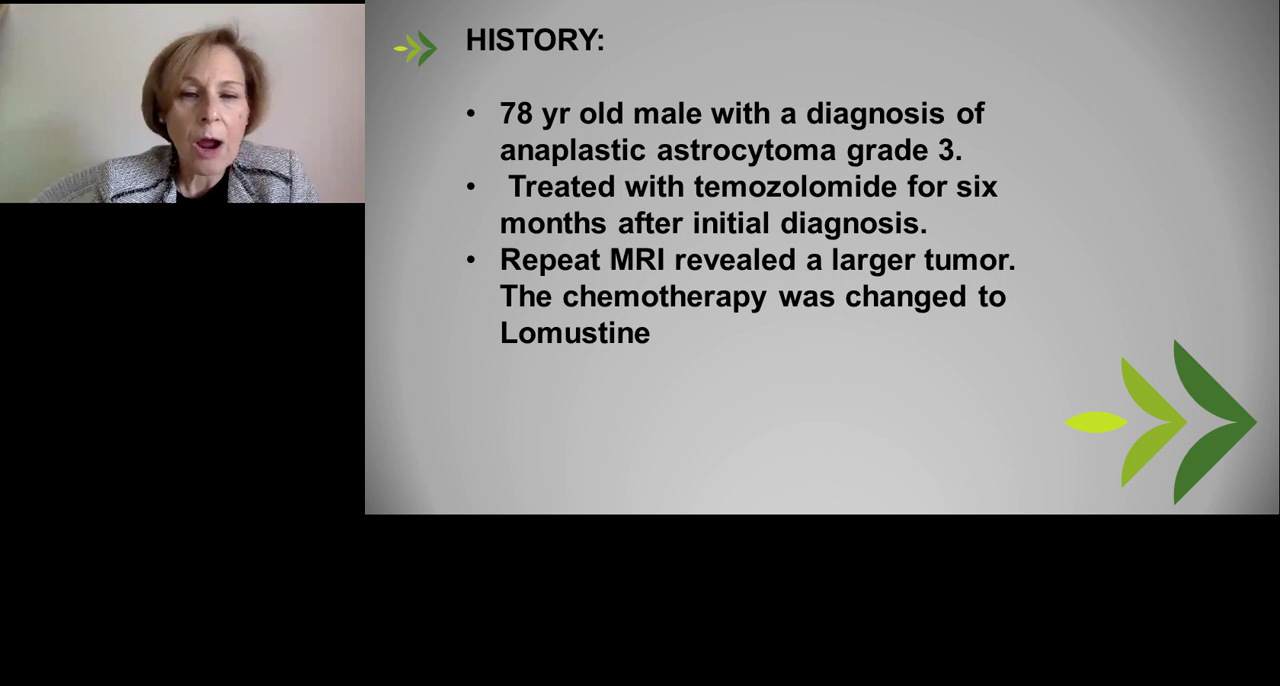 HISTORY:
• 78 yr old male with a diagnosis of
anaplastic astrocytoma grade 3.
• Treated with temozolomide for six
months after initial diagnosis.
• Repeat MRI revealed a larger tumor.
The chemotherapy was changed to
Lomustine